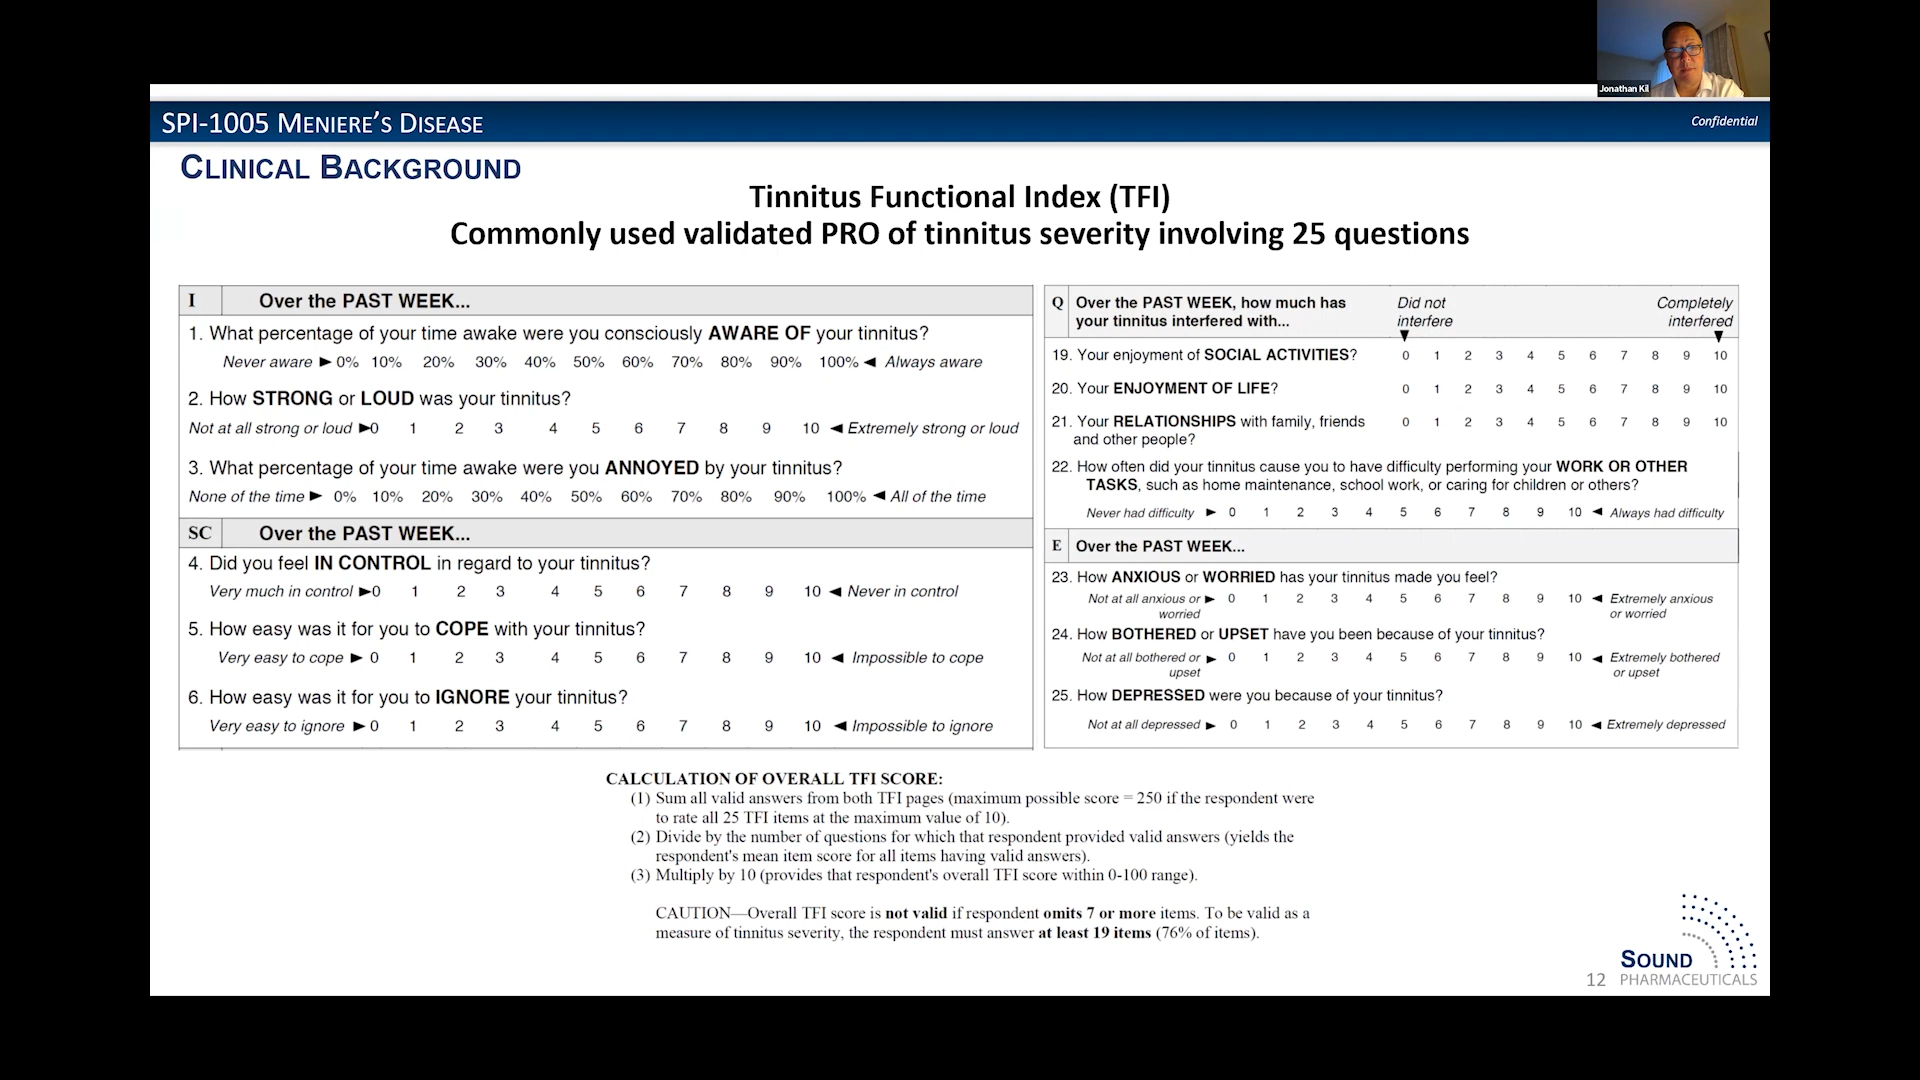 Jonathan Kil
SPI-1005 MENIERE'S DISEASE
Confidential
CLINICAL BACKGROUND
Tinnitus Functional Index (TFI)
Commonly used validated PRO of tinnitus severity involving 25 questions
I Over the PAST WEEK...
1. What percentage of your time awake were you consciously AWARE OF your tinnitus?
Never aware ► 0% 10% 20% 30% 40% 50% 60% 70% 80% 90% 100% ◄ Always aware
2. How STRONG or LOUD was your tinnitus?
Not at all strong or loud ►0 1 2 3 4 5 6 7 8 9 10 ◄ Extremely strong or loud
3. What percentage of your time awake were you ANNOYED by your tinnitus?
None of the time ► 0% 10% 20% 30% 40% 50% 60% 70% 80% 90% 100% ◄ All of the time
SC Over the PAST WEEK...
4. Did you feel IN CONTROL in regard to your tinnitus?
Very much in control ►0 1 2 3 4 5 6 7 8 9 10 ◄ Never in control
5. How easy was it for you to COPE with your tinnitus?
Very easy to cope ► 0 1 2 3 4 5 6 7 8 9 10 ◄ Impossible to cope
6. How easy was it for you to IGNORE your tinnitus?
Very easy to ignore ►0 1 2 3 4 5 6 7 8 9 10 ◄ Impossible to ignore
Q Over the PAST WEEK, how much has
your tinnitus interfered with...
Did not
interfere
Completely
interfered
▼ ▼
19. Your enjoyment of SOCIAL ACTIVITIES? 0 1 2 3 4 5 6 7 8 9 10
20. Your ENJOYMENT OF LIFE? 0 1 2 3 4 5 6 7 8 9 10
21. Your RELATIONSHIPS with family, friends 0 1 2 3 4 5 6 7 8 9 10
and other people?
22. How often did your tinnitus cause you to have difficulty performing your WORK OR OTHER
TASKS, such as home maintenance, school work, or caring for children or others?
Never had difficulty ► 0 1 2 3 4 5 6 7 8 9 10 ◄ Always had difficulty
E Over the PAST WEEK...
23. How ANXIOUS or WORRIED has your tinnitus made you feel?
Not at all anxious or ► 0 1 2 3 4 5 6 7 8 9 10 ◄ Extremely anxious
worried or worried
24. How BOTHERED or UPSET have you been because of your tinnitus?
Not at all bothered or ► 0 1 2 3 4 5 6 7 8 9 10 ◄ Extremely bothered
upset or upset
25. How DEPRESSED were you because of your tinnitus?
Not at all depressed ► 0 1 2 3 4 5 6 7 8 9 10 ◄ Extremely depressed
CALCULATION OF OVERALL TFI SCORE:
(1) Sum all valid answers from both TFI pages (maximum possible score = 250 if the respondent were
to rate all 25 TFI items at the maximum value of 10).
(2) Divide by the number of questions for which that respondent provided valid answers (yields the
respondent's mean item score for all items having valid answers).
(3) Multiply by 10 (provides that respondent's overall TFI score within 0-100 range).
CAUTION—Overall TFI score is not valid if respondent omits 7 or more items. To be valid as a
measure of tinnitus severity, the respondent must answer at least 19 items (76% of items).
12
SOUND
PHARMACEUTICALS